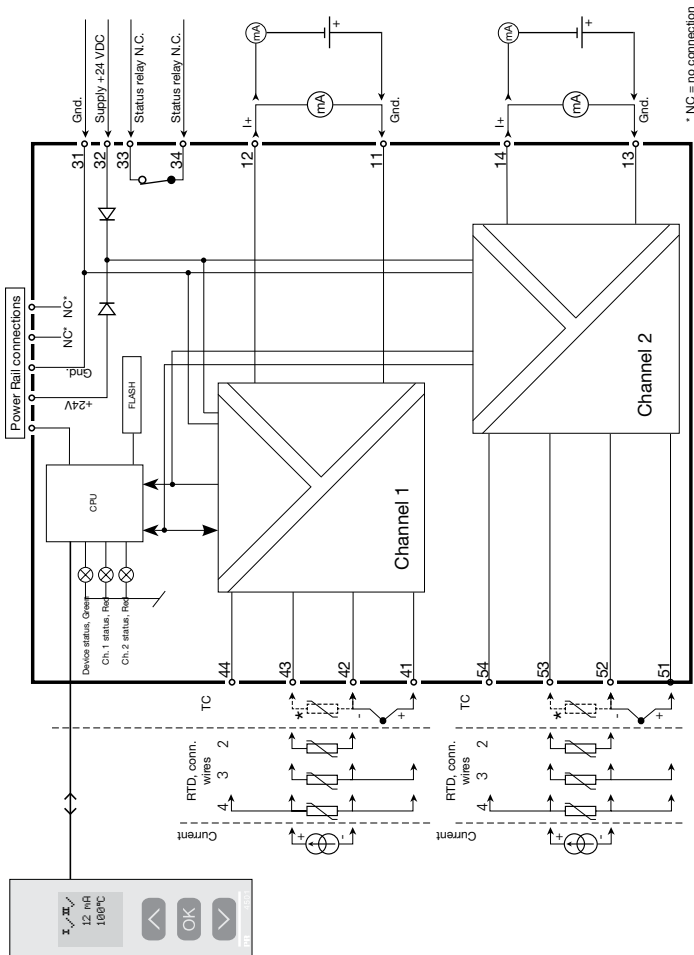 Power Rail connections
NC*
NC*
Gnd.
+24V
FLASH
CPU
Device status, Green
Ch. 1 status, Red
Ch. 2 status, Red
Gnd.
Supply +24 VDC
Status relay N.C.
Status relay N.C.
31
32
33
34
12
11
14
13
I+
mA
mA
+
Gnd.
I+
mA
mA
+
Gnd.
Channel 1
Channel 2
44
43
42
41
54
53
52
51
TC
*
-
+
RTD, conn.
wires
2
3
4
Current
+
-
TC
*
-
+
RTD, conn.
wires
2
3
4
Current
+
-
I II
12 mA
100°C
OK
PR
* NC = no connection